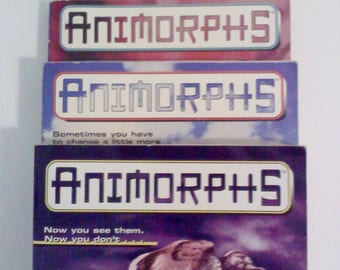 ANIMORPHS
ANIMORPHS
Sometimes you have
to change a little more
ANIMORPHS
Now you see them.
Now you don't . . .